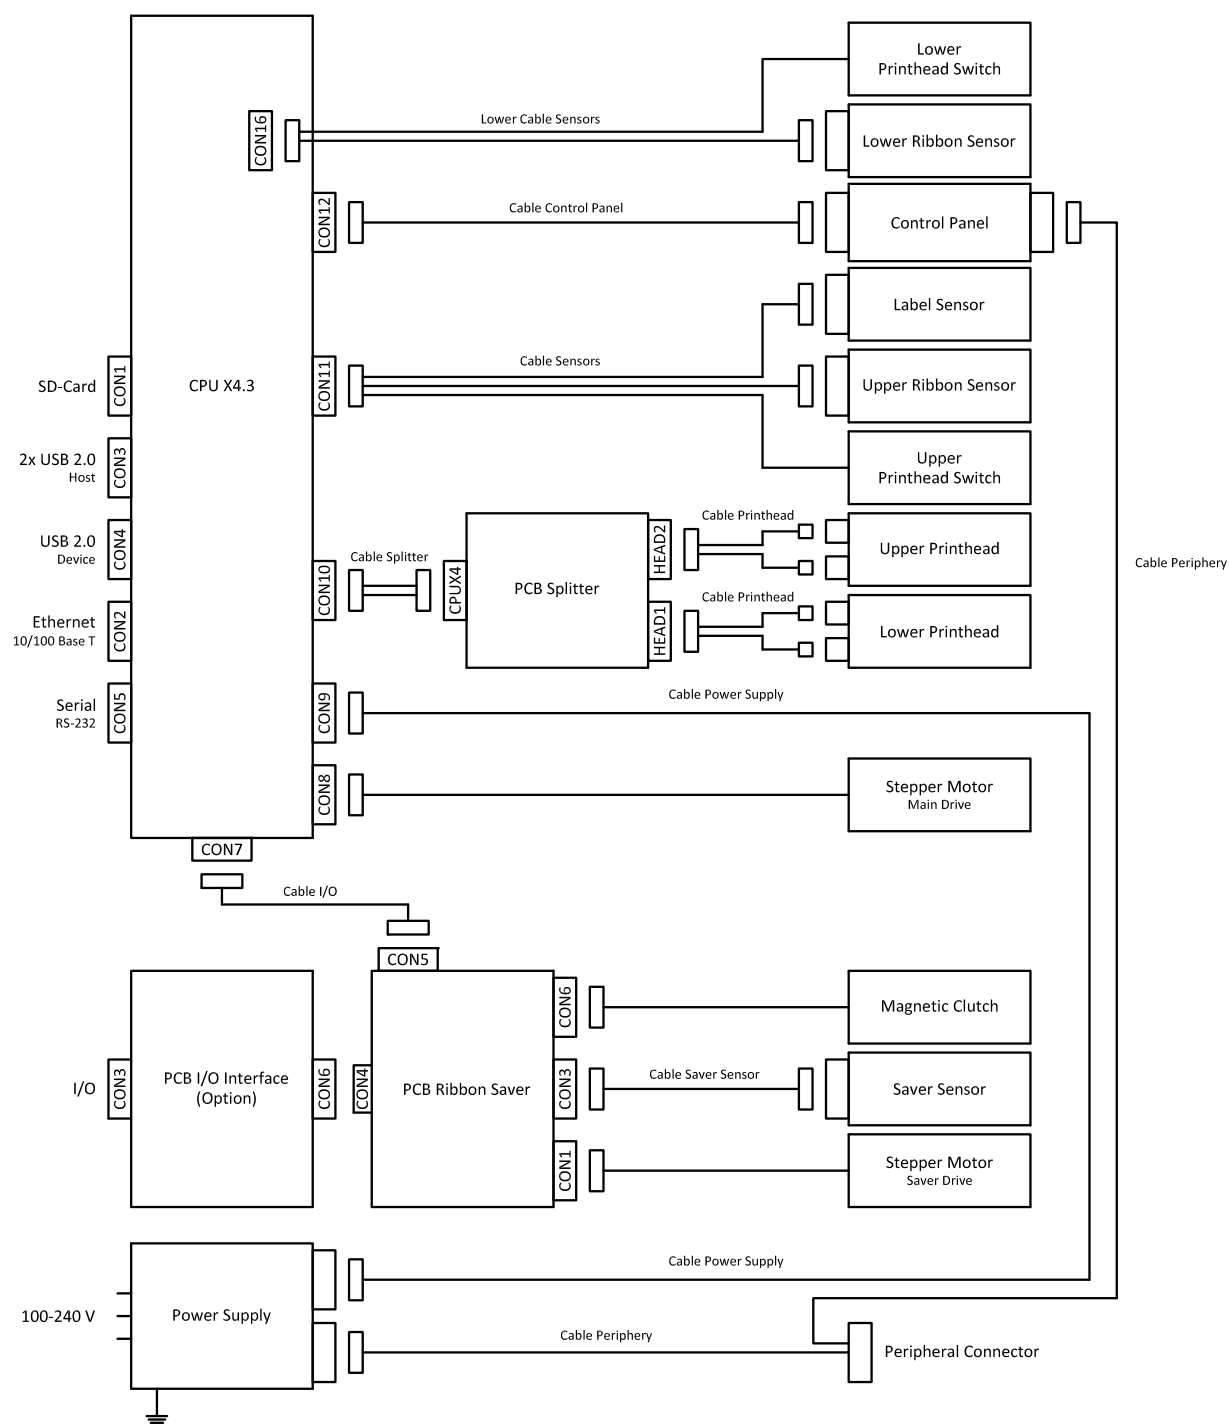 Lower
Printhead Switch
Lower Cable Sensors
CON16
Lower Ribbon Sensor
CON12
Cable Control Panel
Control Panel
Label Sensor
SD-Card
CON1
CPU X4.3
CON11
Cable Sensors
Upper Ribbon Sensor
2x USB 2.0
Host
CON3
Upper
Printhead Switch
USB 2.0
Device
CON4
CON10
Cable Splitter
CPUX4
PCB Splitter
HEAD2
Cable Printhead
Upper Printhead
Cable Periphery
Ethernet
10/100 Base T
CON2
HEAD1
Cable Printhead
Lower Printhead
Serial
RS-232
CON5
CON9
Cable Power Supply
CON8
Stepper Motor
Main Drive
CON7
Cable I/O
CON5
CON6
Magnetic Clutch
I/O
CON3
PCB I/O Interface
(Option)
CON6
CON4
PCB Ribbon Saver
CON3
Cable Saver Sensor
Saver Sensor
CON1
Stepper Motor
Saver Drive
Cable Power Supply
100-240 V
Power Supply
Cable Periphery
Peripheral Connector